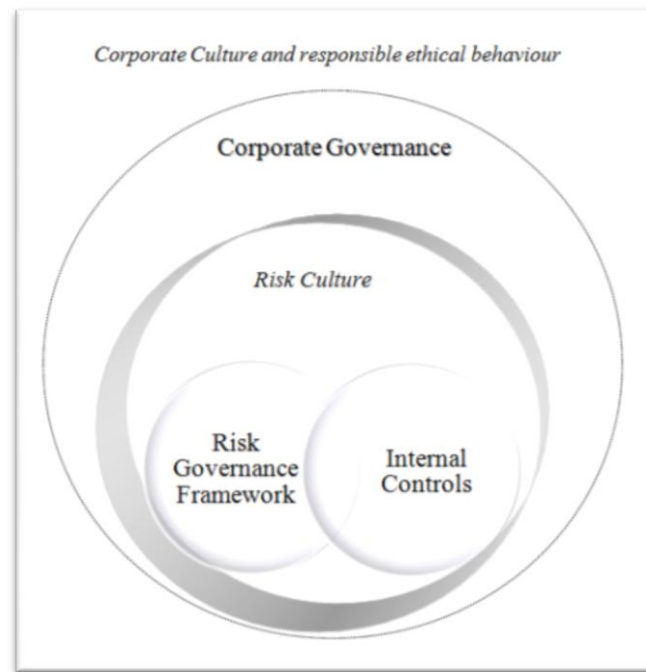 Corporate Culture and responsible ethical behaviour
Corporate Governance
Risk Culture
Risk
Governance
Framework
Internal
Controls